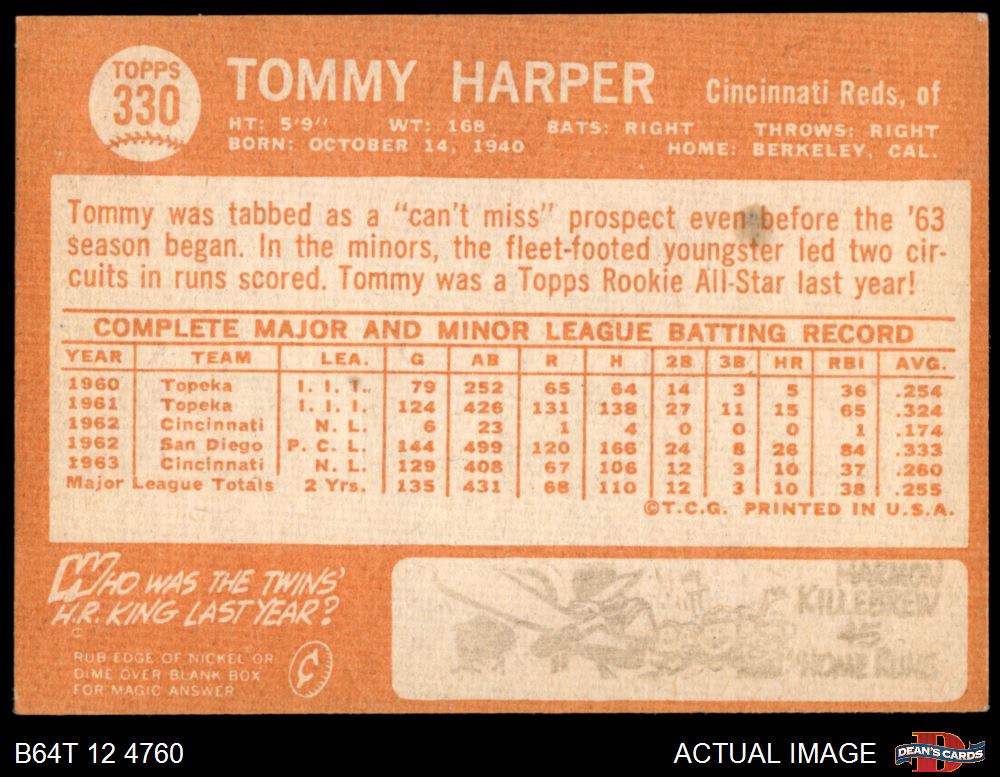 TOPPS
330
TOMMY HARPER
Cincinnati Reds, of
HT: 5'9" WT: 168 BATS: RIGHT THROWS: RIGHT
BORN: OCTOBER 14, 1940 HOME: BERKELEY, CAL.
Tommy was tabbed as a "can't miss" prospect even before the '63
season began. In the minors, the fleet-footed youngster led two cir-
cuits in runs scored. Tommy was a Topps Rookie All-Star last year!
COMPLETE MAJOR AND MINOR LEAGUE BATTING RECORD
YEAR TEAM LEA. G AB R H 2B 3B HR RBI AVG.
1960 Topeka I. I. I. 79 252 65 64 14 3 5 36 .254
1961 Topeka I. I. I. 124 426 131 138 27 11 15 65 .324
1962 Cincinnati N. L. 6 23 1 4 0 0 0 1 .174
1962 San Diego P. C. L. 144 499 120 166 24 8 26 84 .333
1963 Cincinnati N. L. 129 408 67 106 12 3 10 37 .260
Major League Totals 2 Yrs. 135 431 68 110 12 3 10 38 .255
©T.C.G. PRINTED IN U.S.A.
WHO WAS THE TWINS'
H.R. KING LAST YEAR?
RUB EDGE OF NICKEL OR
DIME OVER BLANK BOX
FOR MAGIC ANSWER
HARMON
KILLEBREW
45
HOME RUNS
B64T 12 4760
ACTUAL IMAGE
DEAN'S CARDS